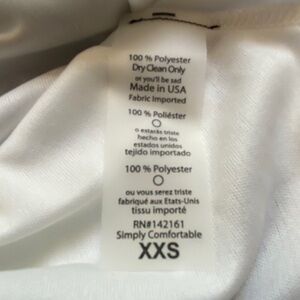 100 % Polyester
Dry Clean Only
or you'll be sad
Made in USA
Fabric Imported
100 % Poliéster
o estarás triste
hecho en los
estados unidos
tejido importado
100 % Polyester
ou vous serez triste
fabriqué aux Etats-Unis
tissu importé
RN#142161
Simply Comfortable
XXS